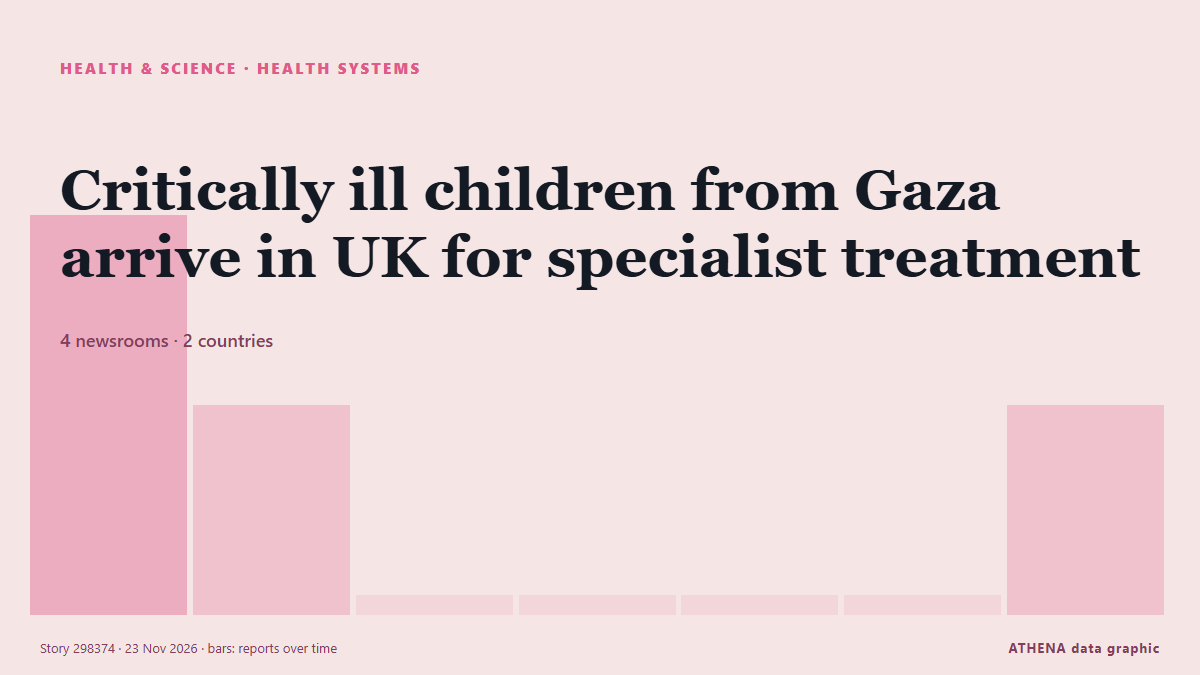 HEALTH & SCIENCE · HEALTH SYSTEMS
Critically ill children from Gaza
arrive in UK for specialist treatment
4 newsrooms · 2 countries
Story 298374 · 23 Nov 2026 · bars: reports over time
ATHENA data graphic